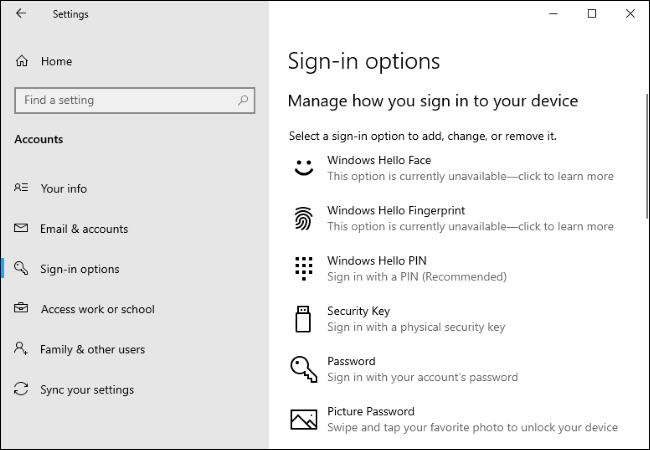 Settings
Home
Find a setting
Accounts
Your info
Email & accounts
Sign-in options
Access work or school
Family & other users
Sync your settings
Sign-in options
Manage how you sign in to your device
Select a sign-in option to add, change, or remove it.
Windows Hello Face
This option is currently unavailable—click to learn more
Windows Hello Fingerprint
This option is currently unavailable—click to learn more
Windows Hello PIN
Sign in with a PIN (Recommended)
Security Key
Sign in with a physical security key
Password
Sign in with your account's password
Picture Password
Swipe and tap your favorite photo to unlock your device